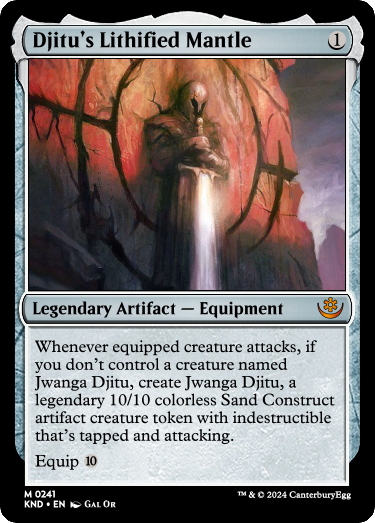 Djitu's Lithified Mantle 1
Legendary Artifact — Equipment
Whenever equipped creature attacks, if
you don't control a creature named
Jwanga Djitu, create Jwanga Djitu, a
legendary 10/10 colorless Sand Construct
artifact creature token with indestructible
that's tapped and attacking.
Equip 10
M 0241
KND • EN Gal Or
™ & © 2024 CanterburyEgg